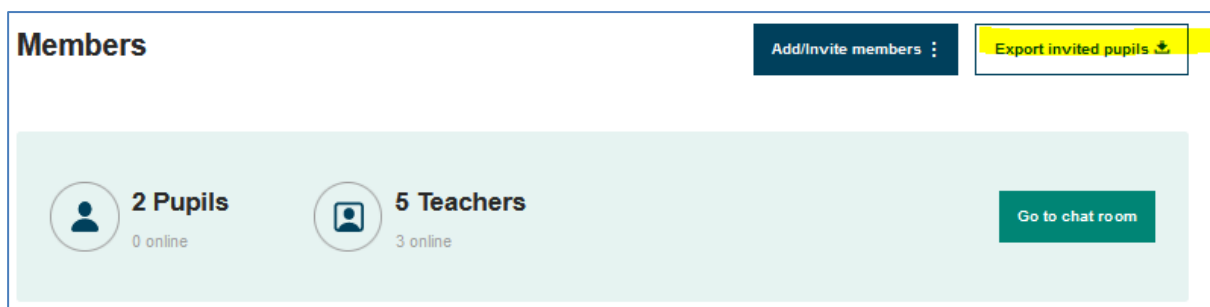 Members
Add/Invite members
Export invited pupils
2 Pupils
0 online
5 Teachers
3 online
Go to chat room